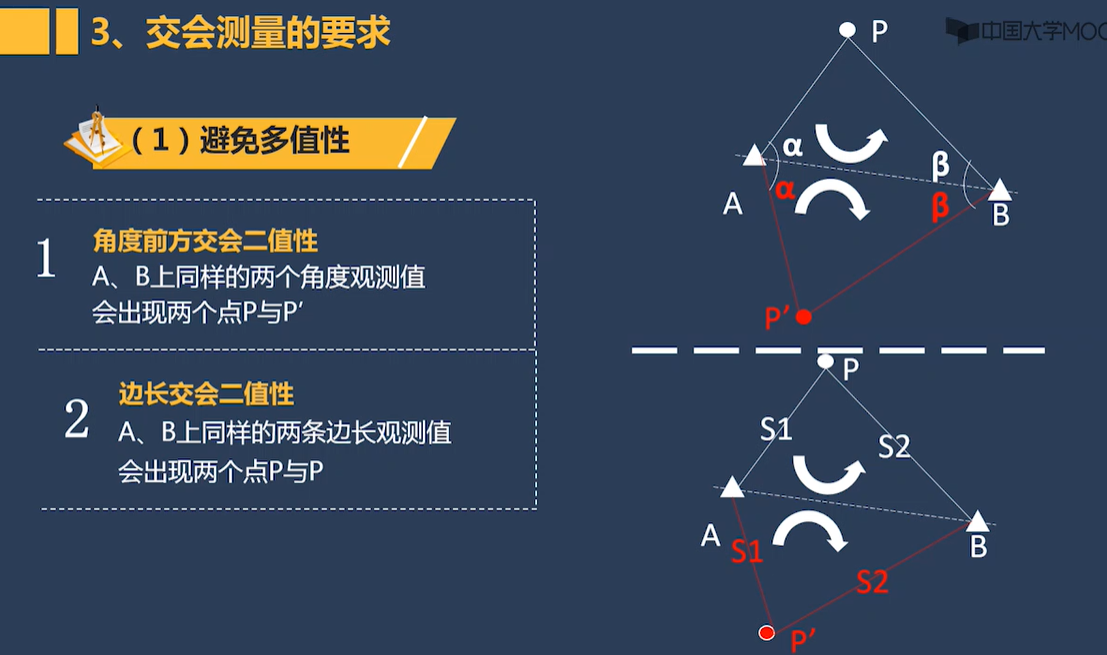 3、交会测量的要求
中国大学MOO
（1）避免多值性
1
角度前方交会二值性
A、B上同样的两个角度观测值
会出现两个点P与P′
2
边长交会二值性
A、B上同样的两条边长观测值
会出现两个点P与P
P
α
β
A
α
β
B
P′
P
S1
S2
A
S1
B
S2
P′